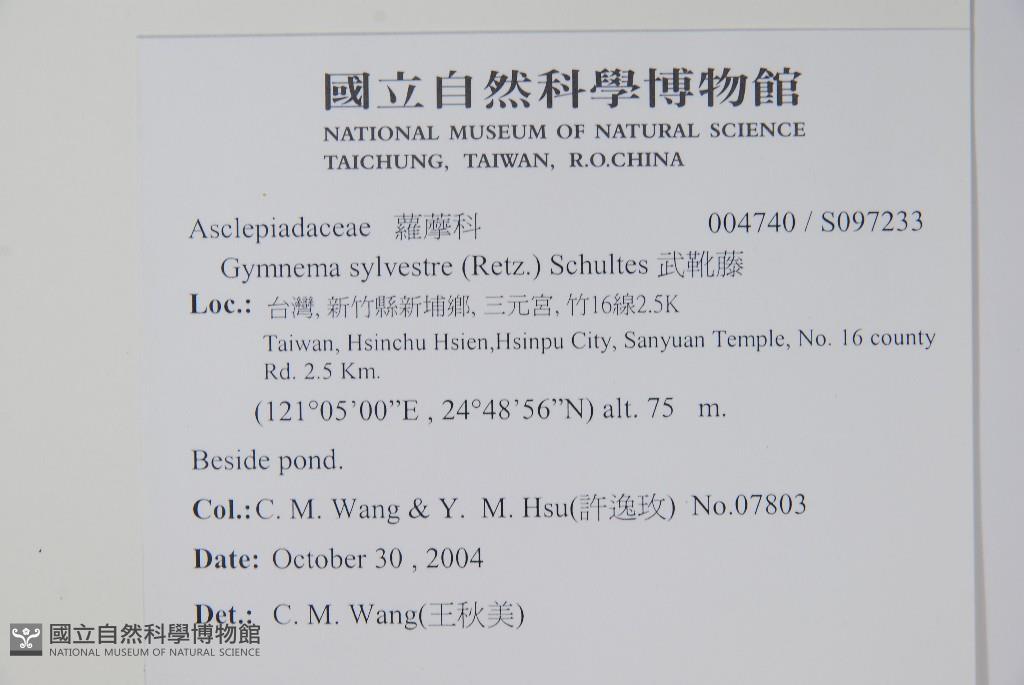 國立自然科學博物館
NATIONAL MUSEUM OF NATURAL SCIENCE
TAICHUNG, TAIWAN, R.O.CHINA
Asclepiadaceae 蘿藦科 004740 / S097233
Gymnema sylvestre (Retz.) Schultes 武靴藤
Loc.: 台灣, 新竹縣新埔鄉, 三元宮, 竹16線2.5K
Taiwan, Hsinchu Hsien,Hsinpu City, Sanyuan Temple, No. 16 county
Rd. 2.5 Km.
(121°05’00”E , 24°48’56”N) alt. 75 m.
Beside pond.
Col.:C. M. Wang & Y. M. Hsu(許逸玫) No.07803
Date: October 30 , 2004
Det.: C. M. Wang(王秋美)
國立自然科學博物館
NATIONAL MUSEUM OF NATURAL SCIENCE